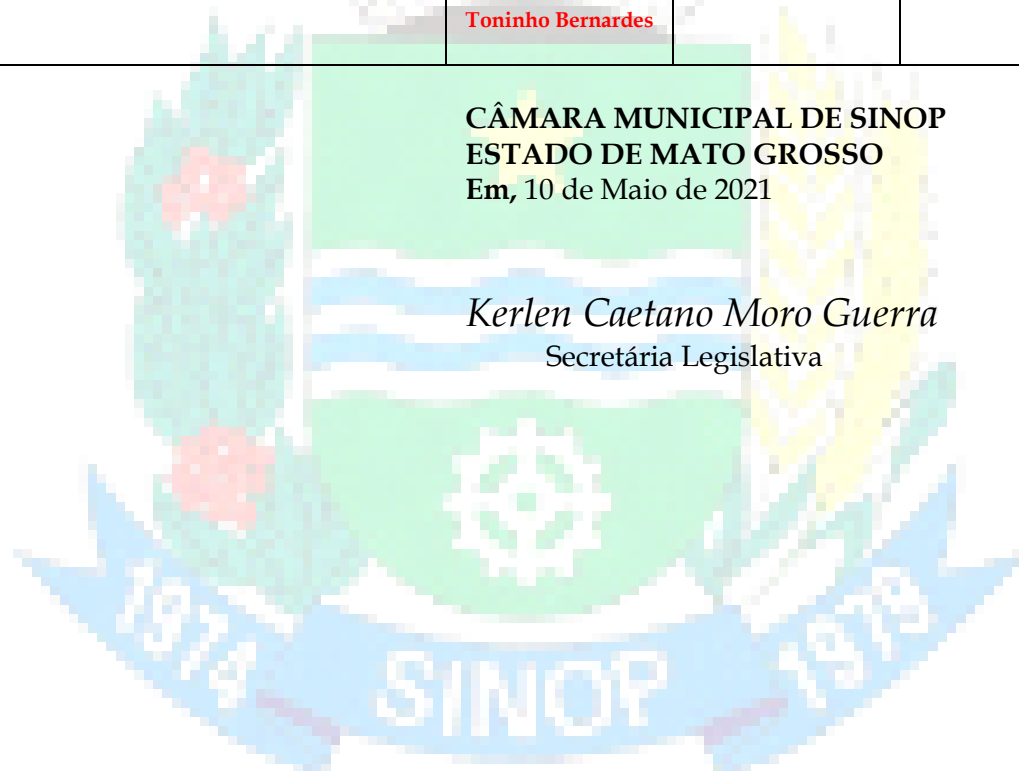 Toninho Bernardes
CÂMARA MUNICIPAL DE SINOP
ESTADO DE MATO GROSSO
Em, 10 de Maio de 2021
Kerlen Caetano Moro Guerra
Secretária Legislativa
1974
SINOP
1979